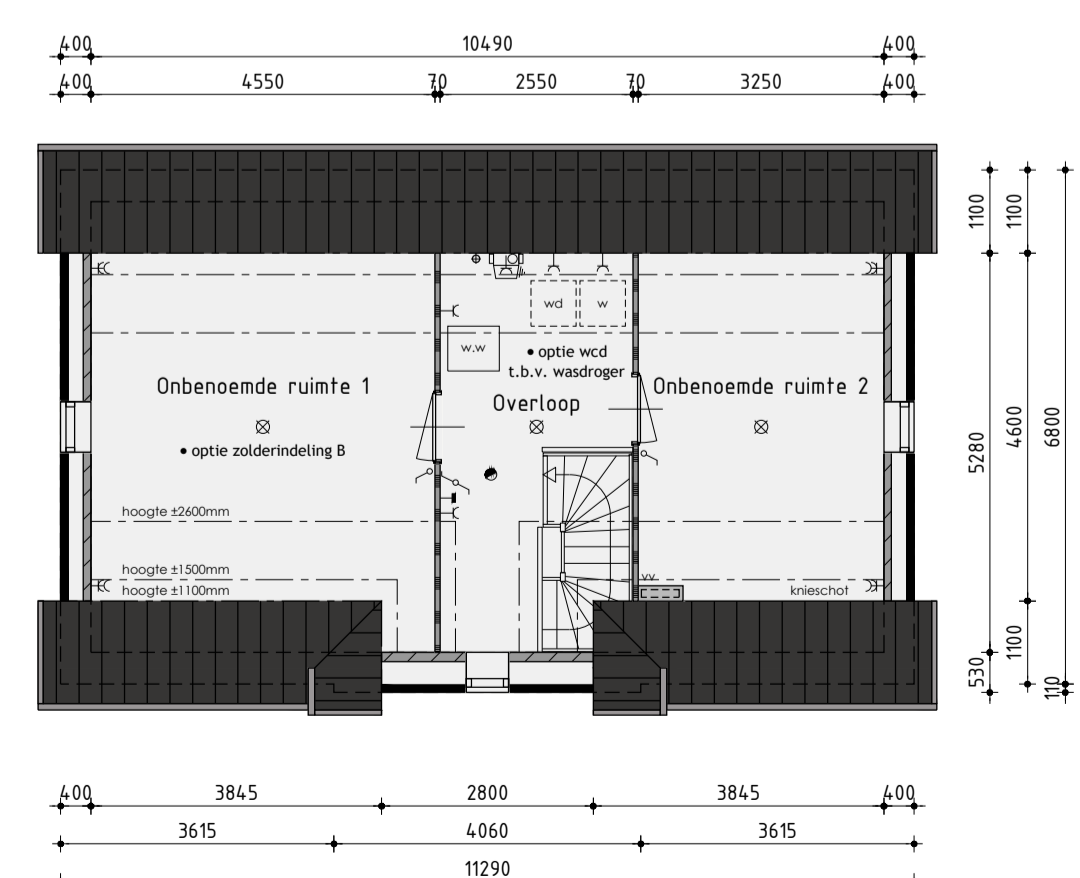 400 10490 400
400 4550 70 2550 70 3250 400
1100 1100
wd w
w.w
• optie wcd
t.b.v. wasdroger
Onbenoemde ruimte 1
Overloop
Onbenoemde ruimte 2
• optie zolderindeling B
5280 4600 6800
hoogte ±2600mm
hoogte ±1500mm
hoogte ±1100mm
vv
knieschot
530 1100 110
400 3845 2800 3845 400
3615 4060 3615
11290